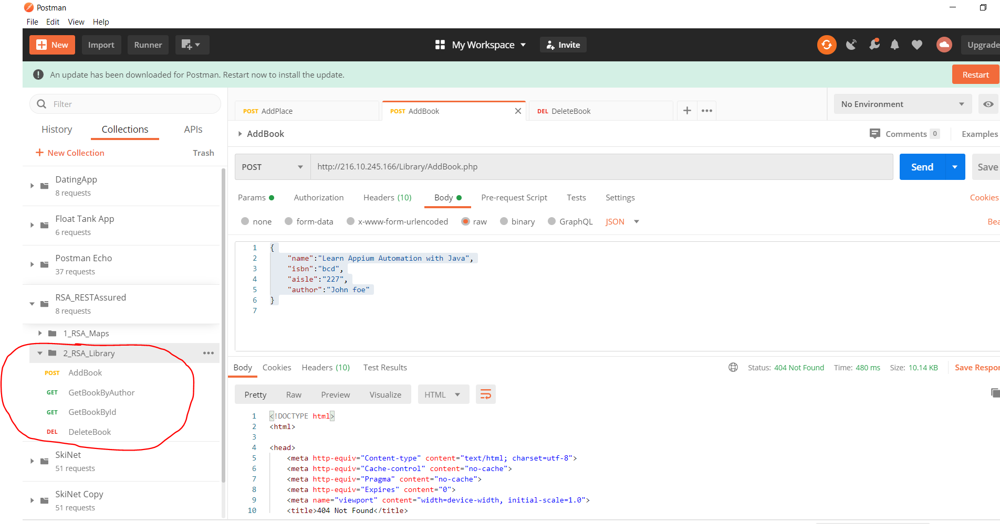 Postman
File Edit View Help
New Import Runner My Workspace Invite Upgrade
An update has been downloaded for Postman. Restart now to install the update. Restart
Filter
History Collections APIs
New Collection Trash
DatingApp
8 requests
Float Tank App
6 requests
Postman Echo
37 requests
RSA_RESTAssured
8 requests
1_RSA_Maps
2_RSA_Library
POST AddBook
GET GetBookByAuthor
GET GetBookById
DEL DeleteBook
SkiNet
51 requests
SkiNet Copy
51 requests
POST AddPlace POST AddBook DEL DeleteBook No Environment
AddBook Comments 0 Examples
POST http://216.10.245.166/Library/AddBook.php Send Save
Params Authorization Headers (10) Body Pre-request Script Tests Settings Cookies
none form-data x-www-form-urlencoded raw binary GraphQL JSON Bea
1 {
2 "name":"Learn Appium Automation with Java",
3 "isbn":"bcd",
4 "aisle":"227",
5 "author":"John foe"
6 }
7
Body Cookies Headers (10) Test Results Status: 404 Not Found Time: 480 ms Size: 10.14 KB Save Respon
Pretty Raw Preview Visualize HTML
1 <!DOCTYPE html>
2 <html>
3
4 <head>
5 <meta http-equiv="Content-type" content="text/html; charset=utf-8">
6 <meta http-equiv="Cache-control" content="no-cache">
7 <meta http-equiv="Pragma" content="no-cache">
8 <meta http-equiv="Expires" content="0">
9 <meta name="viewport" content="width=device-width, initial-scale=1.0">
10 <title>404 Not Found</title>